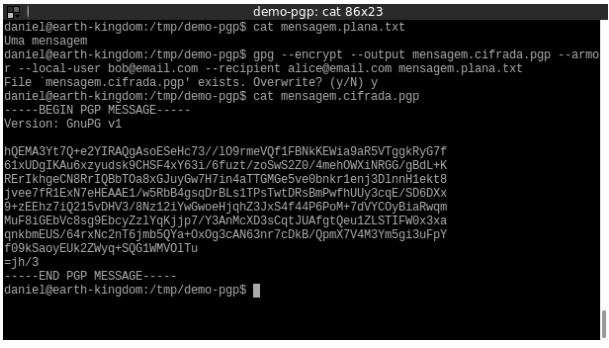 demo-pgp: cat 86x23
daniel@earth-kingdom:/tmp/demo-pgp$ cat mensagem.plana.txt
Uma mensagem
daniel@earth-kingdom:/tmp/demo-pgp$ gpg --encrypt --output mensagem.cifrada.pgp --armo
r --local-user bob@email.com --recipient alice@email.com mensagem.plana.txt
File `mensagem.cifrada.pgp' exists. Overwrite? (y/N) y
daniel@earth-kingdom:/tmp/demo-pgp$ cat mensagem.cifrada.pgp
-----BEGIN PGP MESSAGE-----
Version: GnuPG v1
hQEMA3Yt7Q+e2YIRAQgAsoESeHc73//lO9rmeVQf1FBNkKEWia9aR5VTggkRyG7f
61xUDgIKAu6xzyudsk9CHSF4xY63i/6fuzt/zoSwS2Z0/4mehOWXiNRGG/gBdL+K
RErIkhgeCN8RrIQBbTOa8xGJuyGw7H7in4aTTGMGe5ve0bnkr1enj3DlnnH1ekt8
jvee7fR1ExN7eHEAAE1/w5RbB4gsqDrBLs1TPsTwtDRsBmPwfhUUy3cqE/SD6DXx
9+zEEhz7iQ215vDHV3/8Nz12iYwGwoeHjqhZ3JxS4f44P6PoM+7dVYCOyBiaRwqm
MuF8iGEbVc8sg9EbcyZzlYqKjjp7/Y3AnMcXD3sCqtJUAfgtQeu1ZLSTIFW0x3xa
qnkbmEUS/64rxNc2nT6jmb5QYa+OxOg3cAN63nr7cDkB/QpmX7V4M3Ym5gi3uFpY
f09kSaoyEUk2ZWyq+SQG1WMVOlTu
=jh/3
-----END PGP MESSAGE-----
daniel@earth-kingdom:/tmp/demo-pgp$